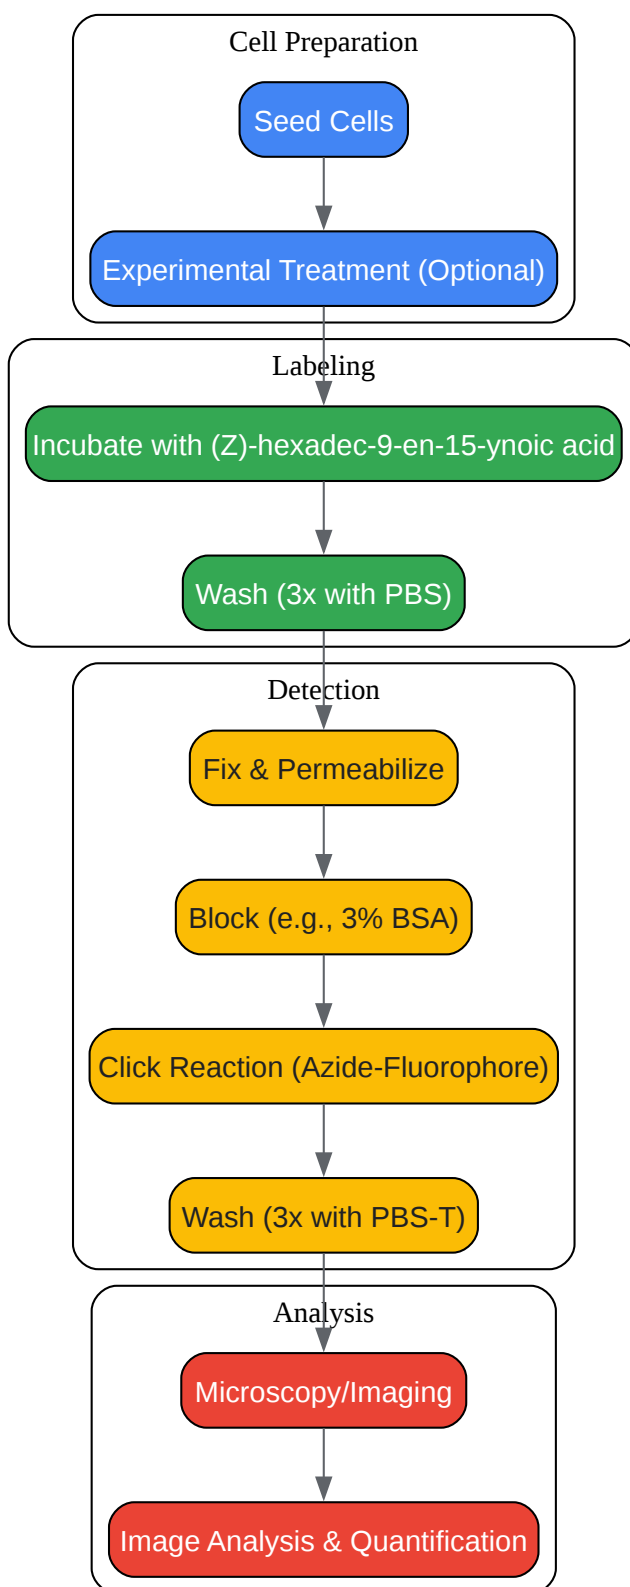 Cell Preparation
Seed Cells
Experimental Treatment (Optional)
Labeling
Incubate with (Z)-hexadec-9-en-15-ynoic acid
Wash (3x with PBS)
Detection
Fix & Permeabilize
Block (e.g., 3% BSA)
Click Reaction (Azide-Fluorophore)
Wash (3x with PBS-T)
Analysis
Microscopy/Imaging
Image Analysis & Quantification